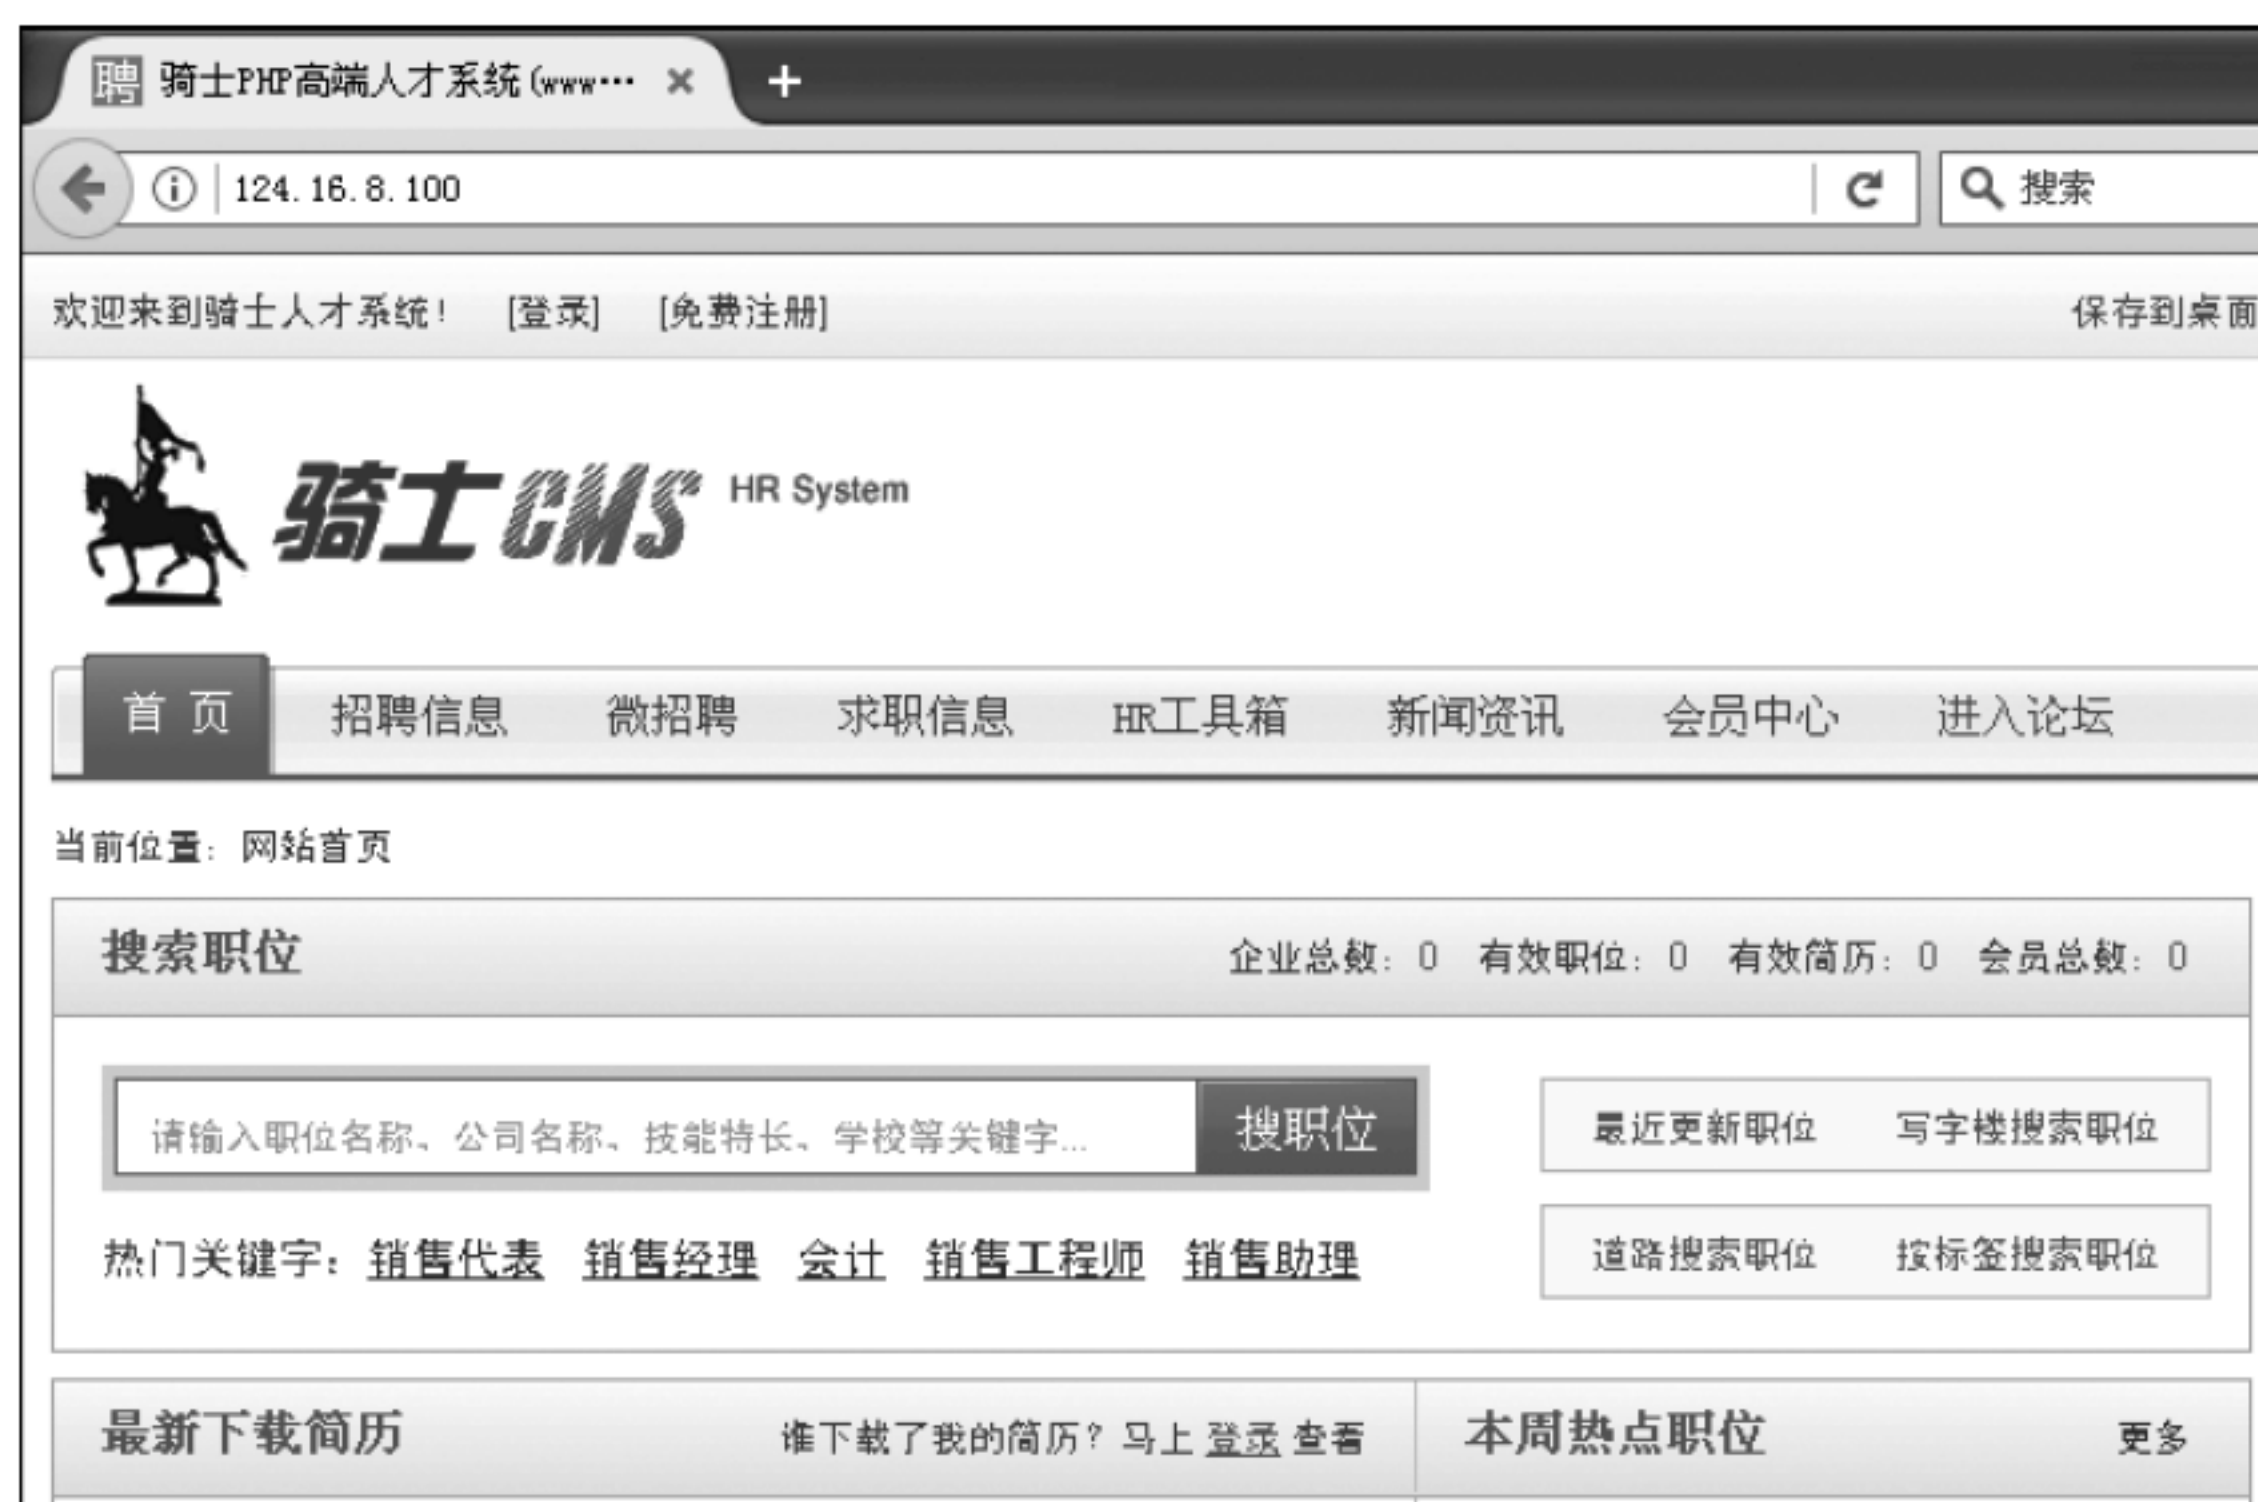 聘 骑士PHP高端人才系统(www…
124.16.8.100 搜索
欢迎来到骑士人才系统! [登录] [免费注册] 保存到桌面
骑士CMS HR System
首 页 招聘信息 微招聘 求职信息 HR工具箱 新闻资讯 会员中心 进入论坛
当前位置: 网站首页
搜索职位 企业总数: 0 有效职位: 0 有效简历: 0 会员总数: 0
请输入职位名称、公司名称、技能特长、学校等关键字... 搜职位 最近更新职位 写字楼搜索职位
热门关键字: 销售代表 销售经理 会计 销售工程师 销售助理 道路搜索职位 按标签搜索职位
最新下载简历 谁下载了我的简历? 马上 登录 查看 本周热点职位 更多